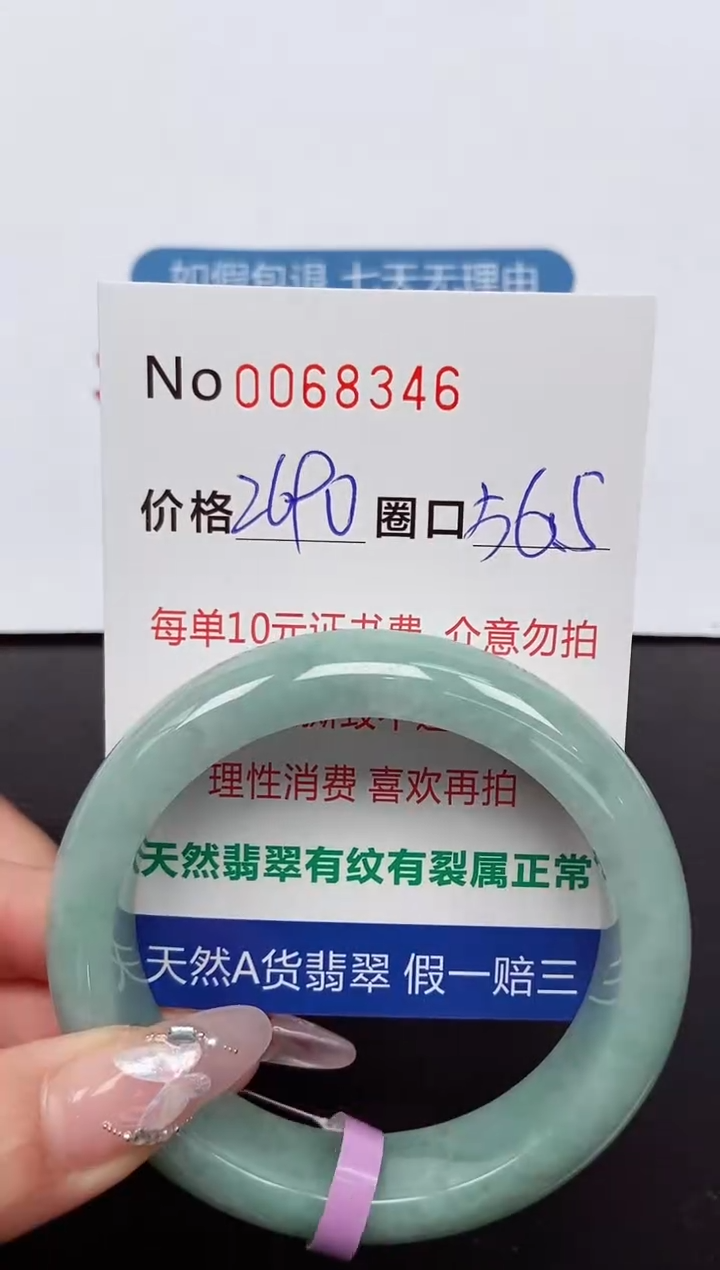 如假包退 七天无理由
No 0068346
价格2690 圈口56.5
每单10元证书费 介意勿拍
理性消费 喜欢再拍
天然翡翠有纹有裂属正常
天然A货翡翠 假一赔三